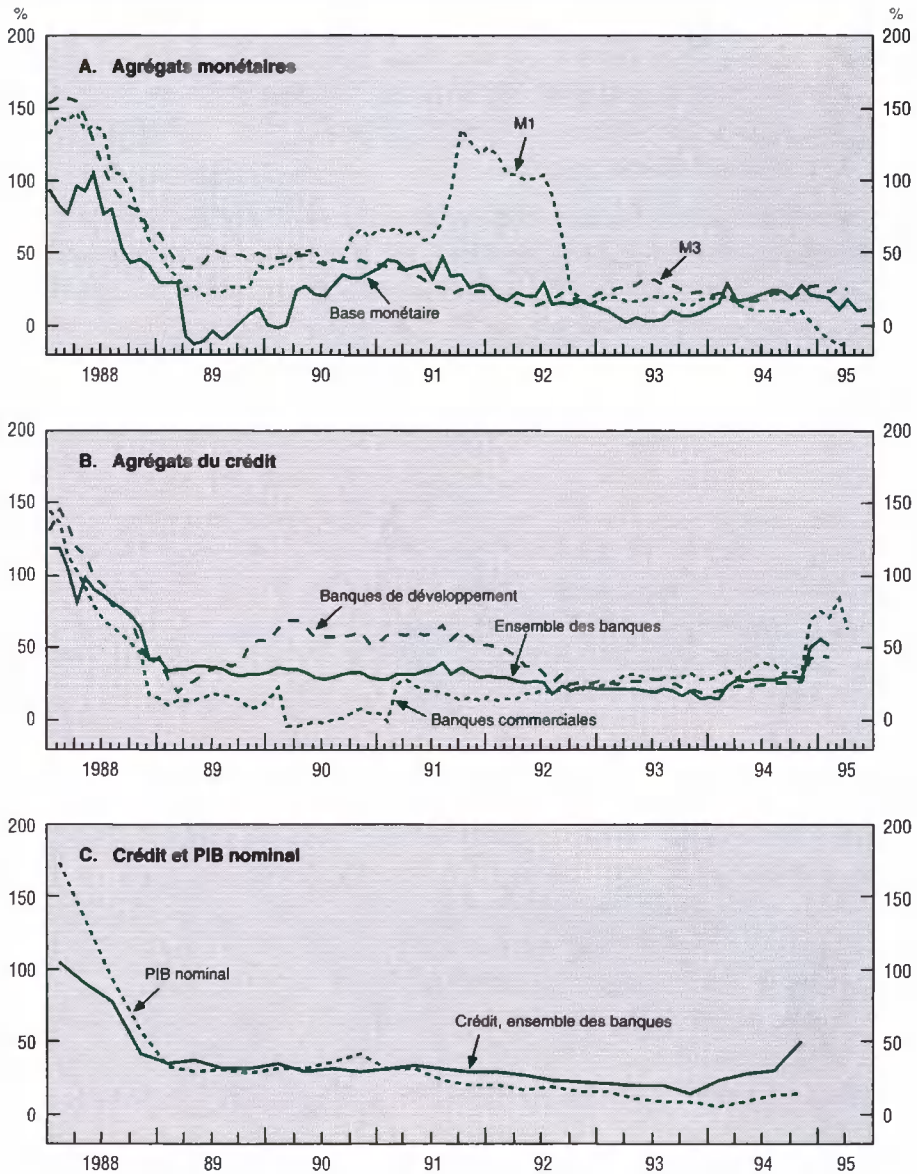 % %
200 200
A. Agrégats monétaires
150 150
M1
100 100
50 50
M3
Base monétaire
0 0
1988 89 90 91 92 93 94 95
200 200
B. Agrégats du crédit
150 150
100 100
Banques de développement
Ensemble des banques
50 50
0 0
Banques commerciales
1988 89 90 91 92 93 94 95
200 200
C. Crédit et PIB nominal
150 150
100 100
PIB nominal
Crédit, ensemble des banques
50 50
0 0
1988 89 90 91 92 93 94 95